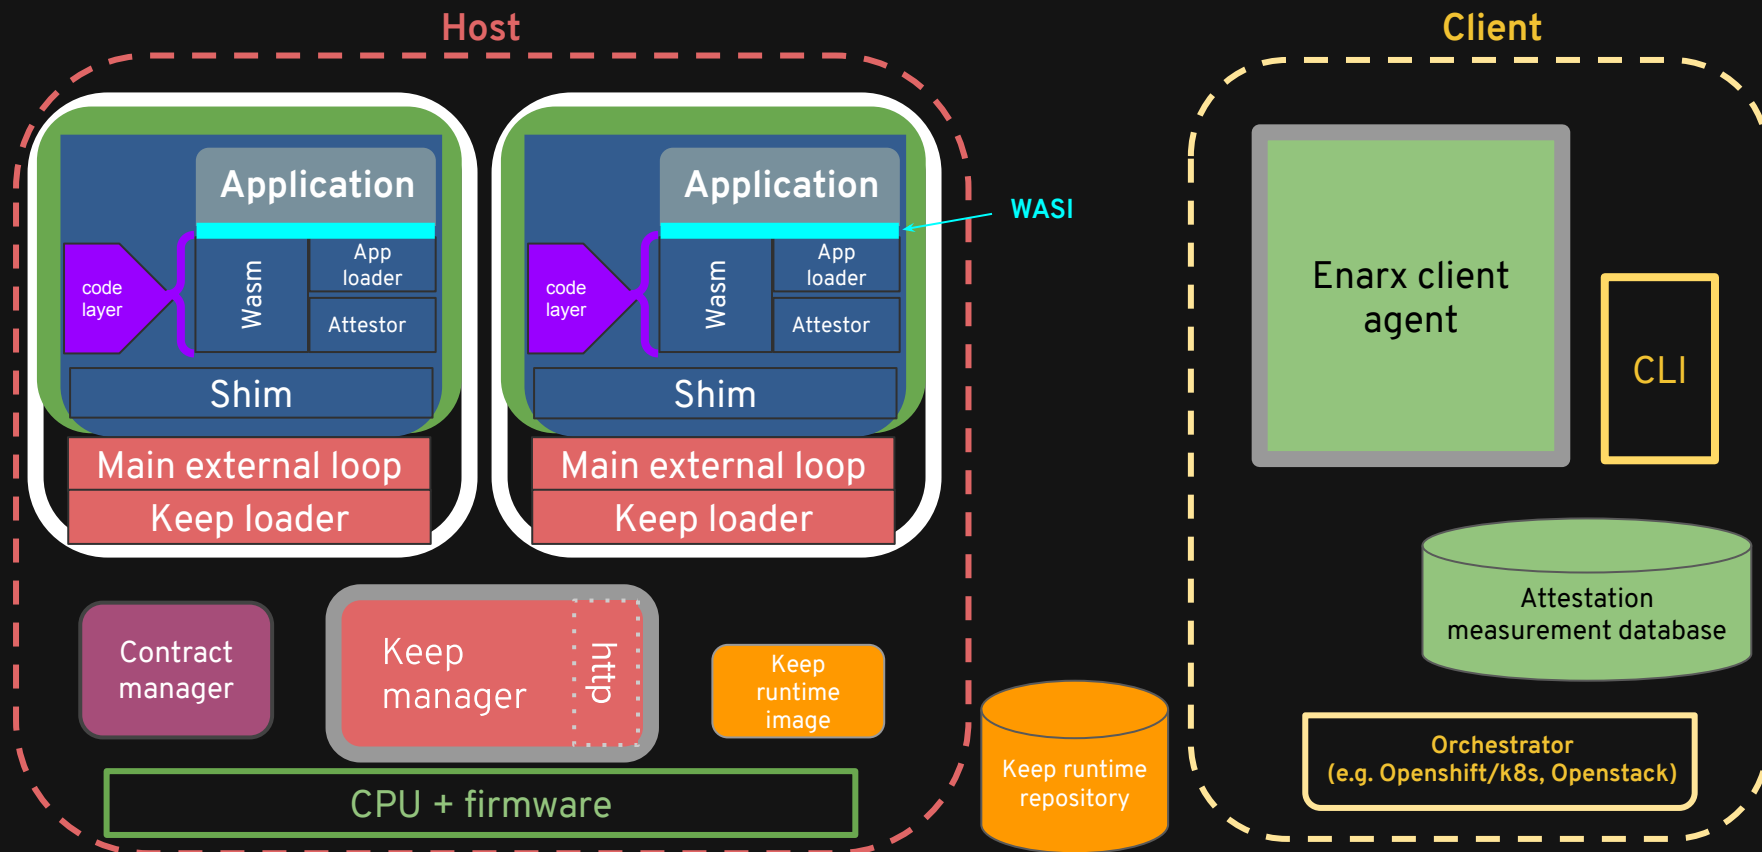 Host
Client
Application
code
layer
Wasm
App
loader
Attestor
Shim
Main external loop
Keep loader
Application
code
layer
Wasm
App
loader
Attestor
Shim
Main external loop
Keep loader
WASI
Contract
manager
Keep
manager
http
Keep
runtime
image
CPU + firmware
Keep runtime
repository
Enarx client
agent
CLI
Attestation
measurement database
Orchestrator
(e.g. Openshift/k8s, Openstack)